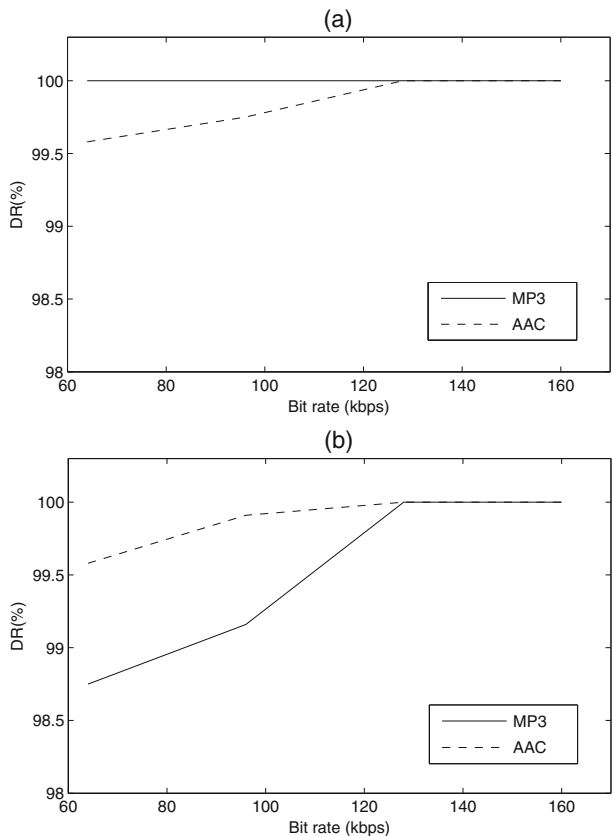 (a)
100
99.5
99
98.5
98
DR(%)
MP3
AAC
60 80 100 120 140 160
Bit rate (kbps)
(b)
100
99.5
99
98.5
98
DR(%)
MP3
AAC
60 80 100 120 140 160
Bit rate (kbps)